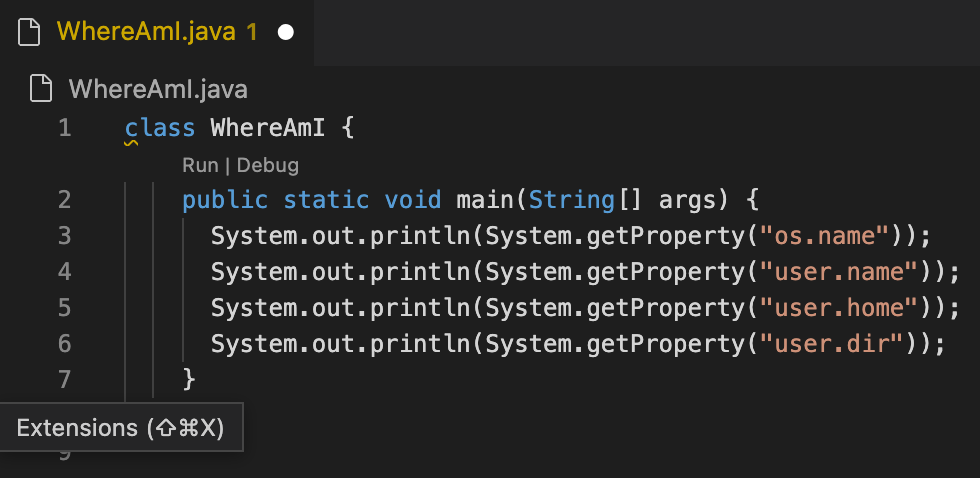 WhereAmI.java 1
WhereAmI.java
1 class WhereAmI {
Run | Debug
2 public static void main(String[] args) {
3 System.out.println(System.getProperty("os.name"));
4 System.out.println(System.getProperty("user.name"));
5 System.out.println(System.getProperty("user.home"));
6 System.out.println(System.getProperty("user.dir"));
7 }
Extensions (⇧⌘X)
9